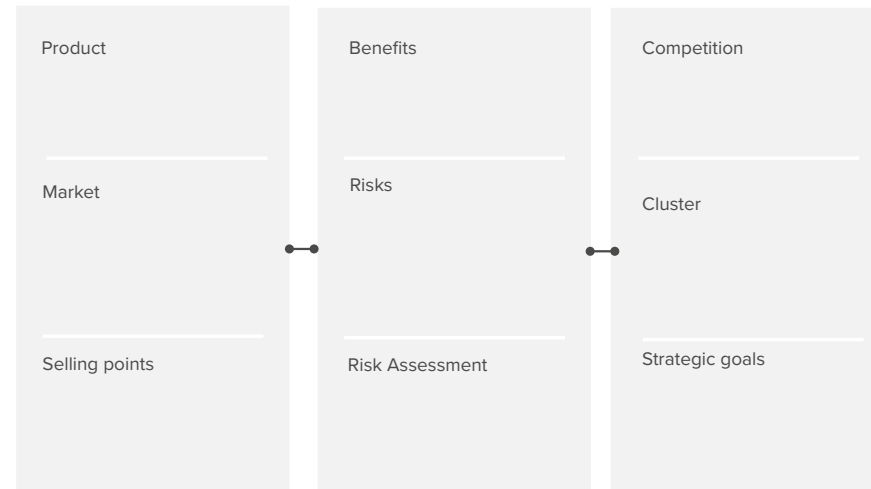 Product
Market
Selling points
Benefits
Risks
Risk Assessment
Competition
Cluster
Strategic goals